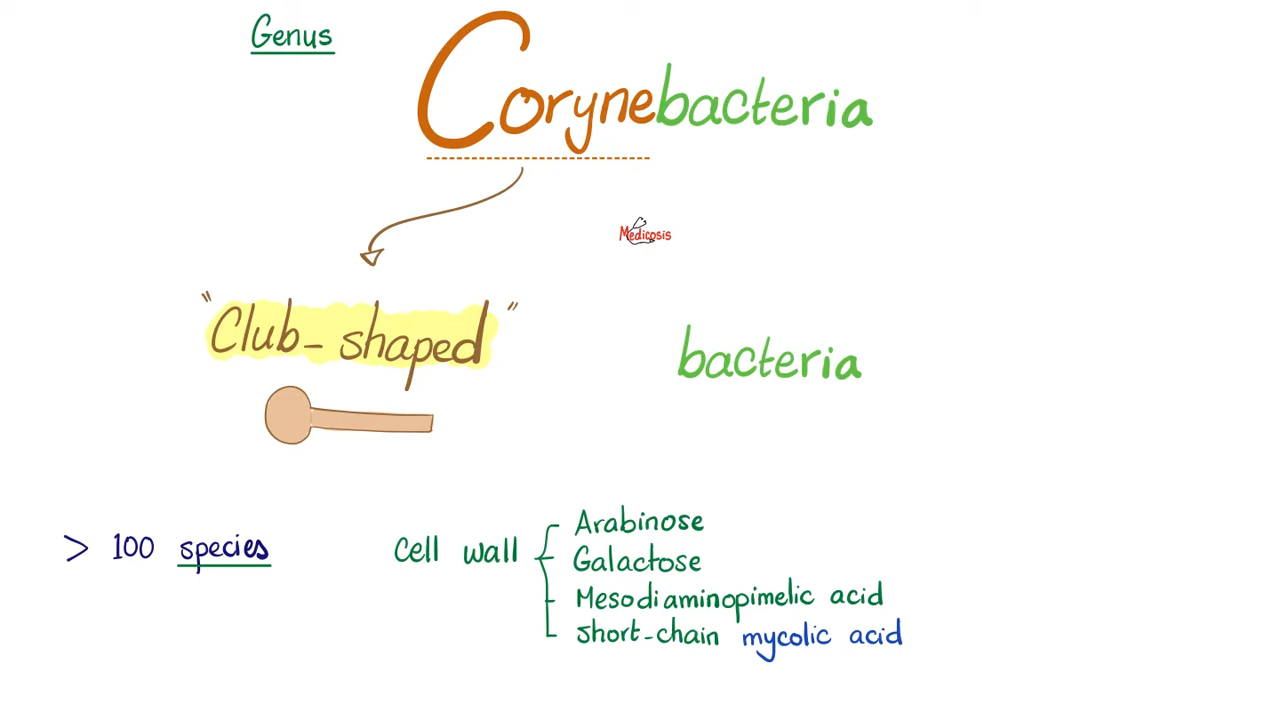 Genus
Corynebacteria
Medicosis
"Club-shaped"
bacteria
> 100 species
Cell wall
Arabinose
Galactose
Mesodiaminopimelic acid
short-chain mycolic acid